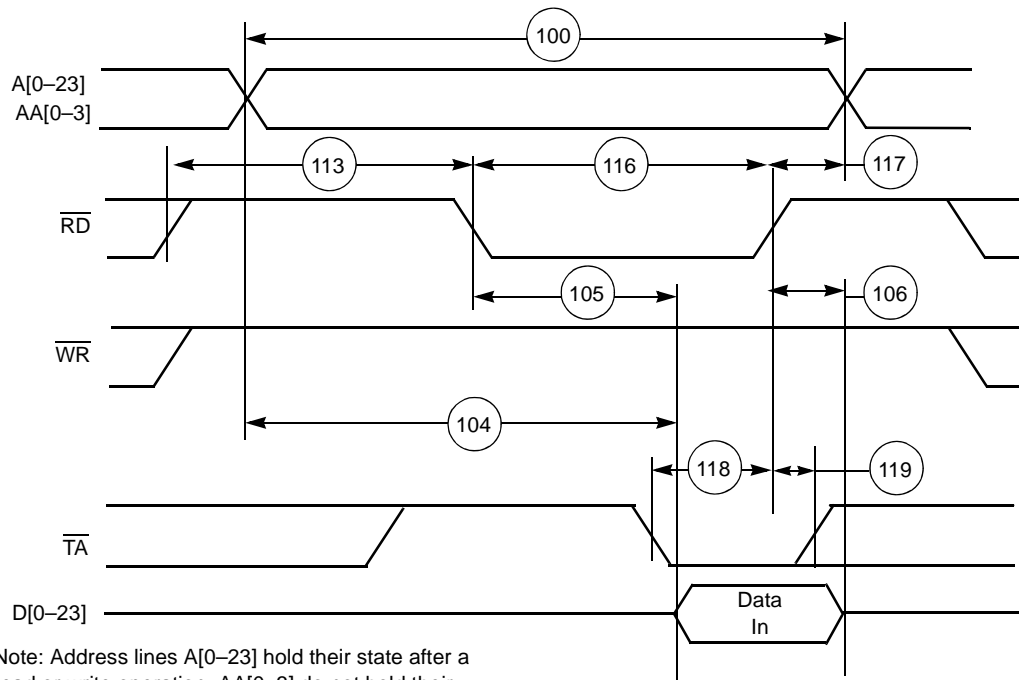 100
A[0–23]
AA[0–3]
113
116
117
RD
105
106
WR
104
118
119
TA
D[0–23]
Data
In
Note: Address lines A[0–23] hold their state after a